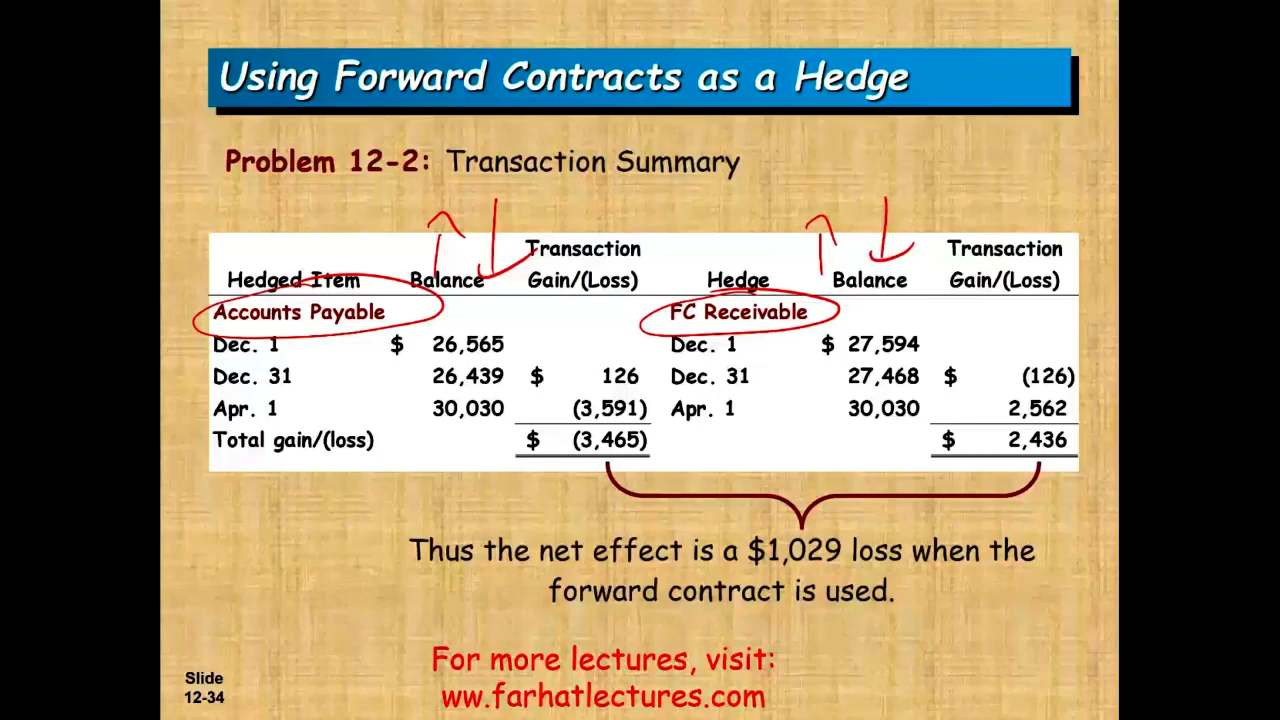 Using Forward Contracts as a Hedge
Problem 12-2: Transaction Summary
Transaction Transaction
Hedged Item Balance Gain/(Loss) Hedge Balance Gain/(Loss)
Accounts Payable FC Receivable
Dec. 1 $ 26,565 Dec. 1 $ 27,594
Dec. 31 26,439 $ 126 Dec. 31 27,468 $ (126)
Apr. 1 30,030 (3,591) Apr. 1 30,030 2,562
Total gain/(loss) $ (3,465) $ 2,436
Thus the net effect is a $1,029 loss when the
forward contract is used.
For more lectures, visit:
www.farhatlectures.com
Slide
12-34